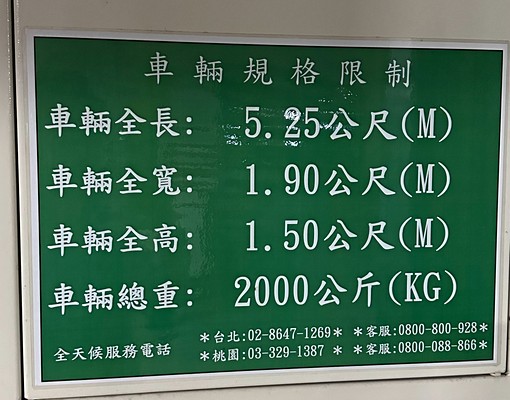 車輛規格限制
車輛全長: 5.25公尺(M)
車輛全寬: 1.90公尺(M)
車輛全高: 1.50公尺(M)
車輛總重: 2000公斤(KG)
全天候服務電話
＊台北:02-8647-1269＊ ＊客服:0800-800-928＊
＊桃園:03-329-1387 ＊ ＊客服:0800-088-866＊